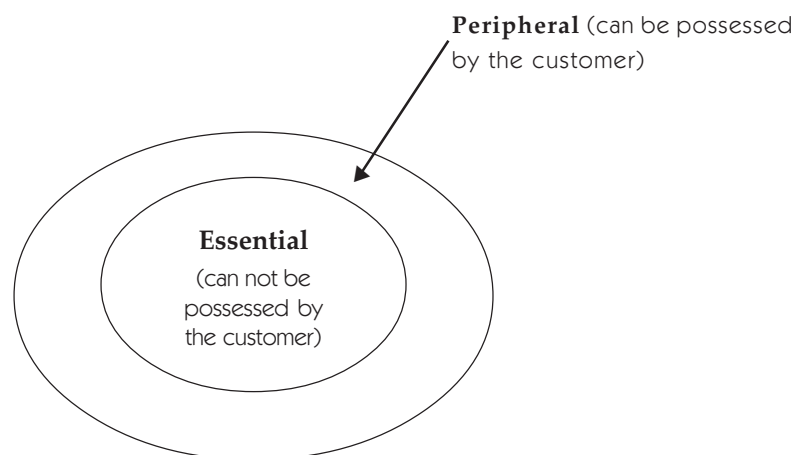 Peripheral (can be possessed
by the customer)
Essential
(can not be
possessed by
the customer)